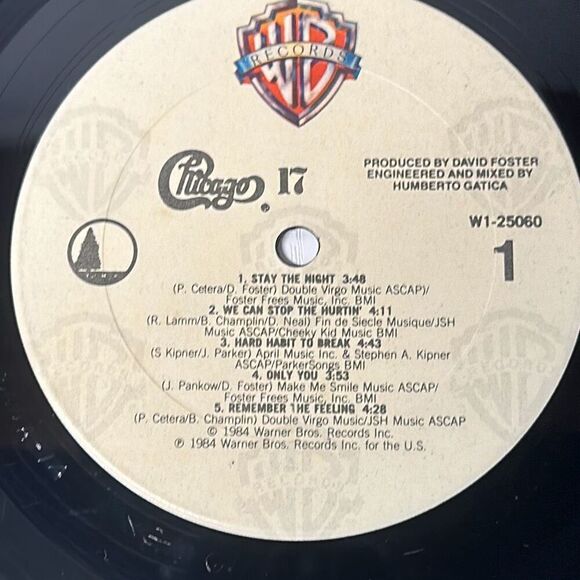 WB
RECORDS
Chicago 17
PRODUCED BY DAVID FOSTER
ENGINEERED AND MIXED BY
HUMBERTO GATICA
W1-25060
1
1. STAY THE NIGHT 3:48
(P. Cetera/D. Foster) Double Virgo Music ASCAP)/
Foster Frees Music, Inc. BMI
2. WE CAN STOP THE HURTIN' 4:11
(R. Lamm/B. Champlin/D. Neal) Fin de Siecle Musique/JSH
Music ASCAP/Cheeky Kid Music BMI
3. HARD HABIT TO BREAK 4:43
(S Kipner/J. Parker) April Music Inc. & Stephen A. Kipner
ASCAP/ParkerSongs BMI
4. ONLY YOU 3:53
(J. Pankow/D. Foster) Make Me Smile Music ASCAP/
Foster Frees Music, Inc. BMI
5. REMEMBER THE FEELING 4:28
(P. Cetera/B. Champlin) Double Virgo Music/JSH Music ASCAP
© 1984 Warner Bros. Records Inc.
℗ 1984 Warner Bros. Records Inc. for the U.S.